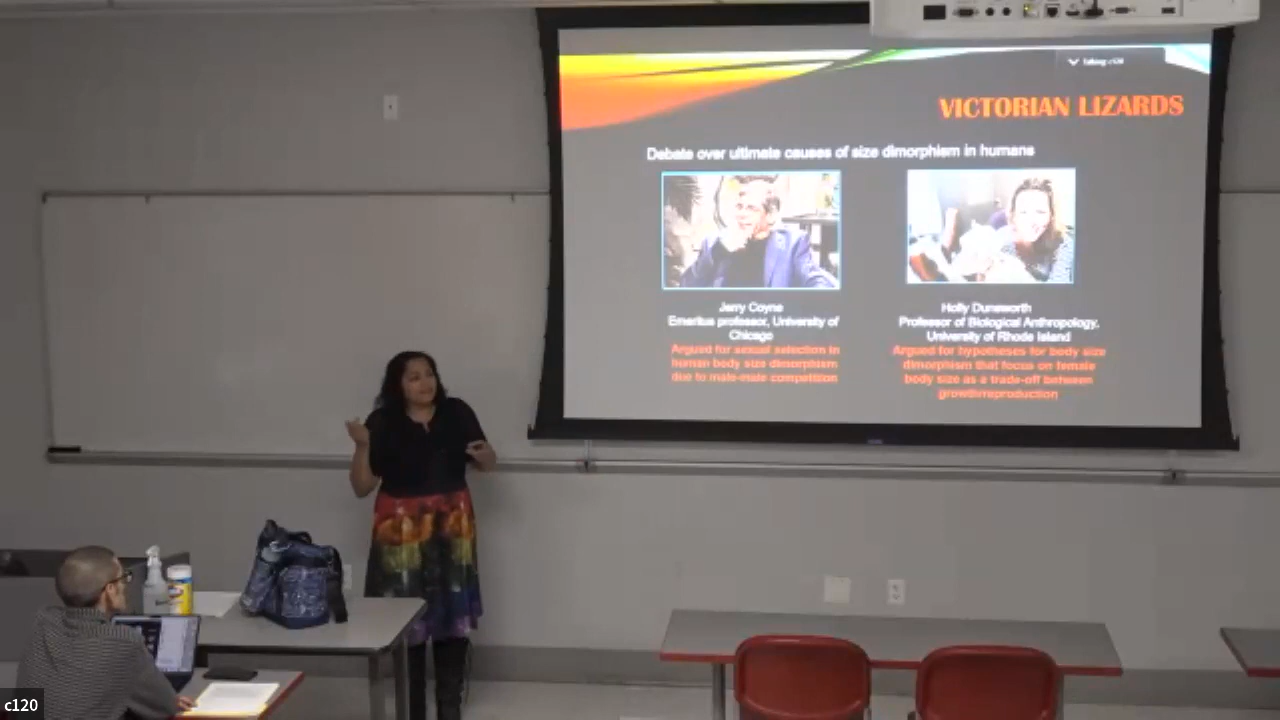 Talking: c120
VICTORIAN LIZARDS
Debate over ultimate causes of size dimorphism in humans
Jerry Coyne
Emeritus professor, University of
Chicago
Argued for sexual selection in
human body size dimorphism
due to male-male competition
Holly Dunsworth
Professor of Biological Anthropology,
University of Rhode Island
Argued for hypotheses for body size
dimorphism that focus on female
body size as a trade-off between
growth/reproduction
c120